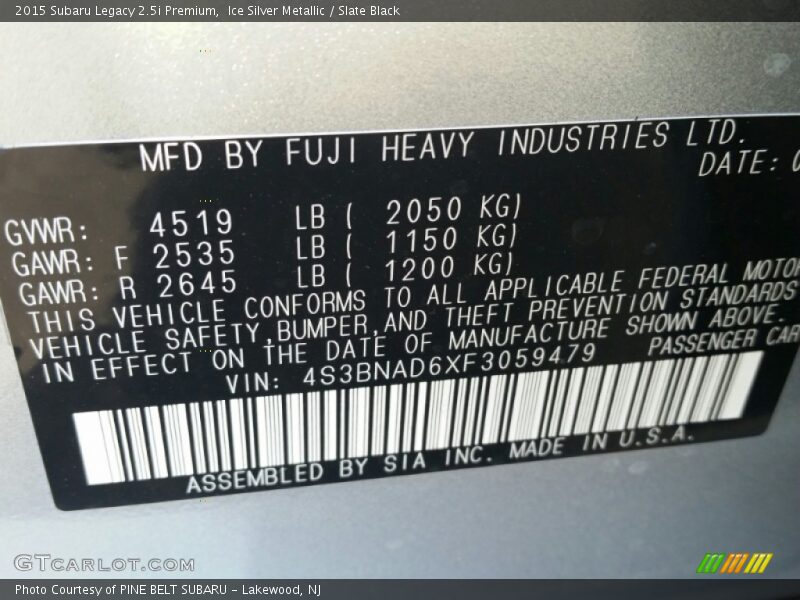 2015 Subaru Legacy 2.5i Premium,  Ice Silver Metallic / Slate Black
MFD BY FUJI HEAVY INDUSTRIES LTD.
DATE: 0
GVWR: 4519 LB ( 2050 KG)
GAWR: F 2535 LB ( 1150 KG)
GAWR: R 2645 LB ( 1200 KG)
THIS VEHICLE CONFORMS TO ALL APPLICABLE FEDERAL MOTOR
VEHICLE SAFETY,BUMPER,AND THEFT PREVENTION STANDARDS
IN EFFECT ON THE DATE OF MANUFACTURE SHOWN ABOVE.
VIN: 4S3BNAD6XF3059479 PASSENGER CAR
ASSEMBLED BY SIA INC. MADE IN U.S.A.
GTCARLOT.COM
Photo Courtesy of PINE BELT SUBARU - Lakewood, NJ